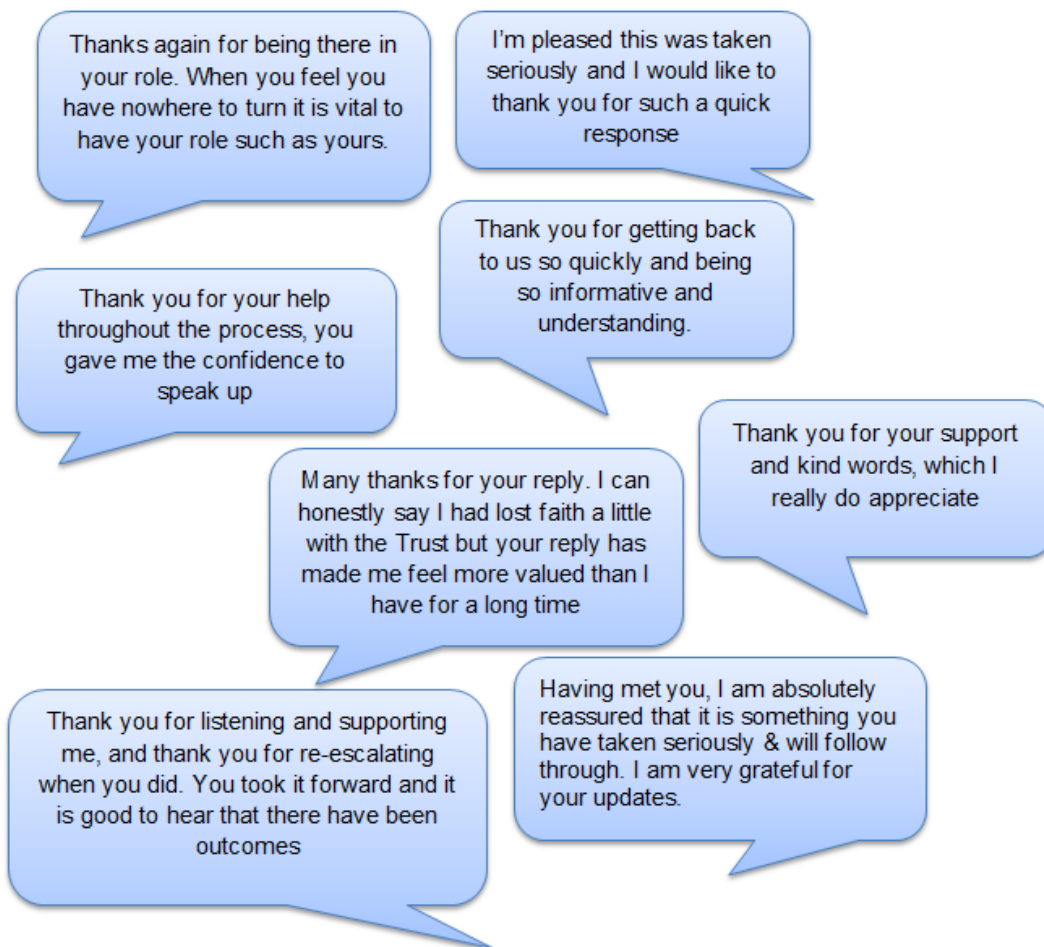 Thanks again for being there in
your role. When you feel you
have nowhere to turn it is vital to
have your role such as yours.
I'm pleased this was taken
seriously and I would like to
thank you for such a quick
response
Thank you for getting back
to us so quickly and being
so informative and
understanding.
Thank you for your help
throughout the process, you
gave me the confidence to
speak up
Thank you for your support
and kind words, which I
really do appreciate
Many thanks for your reply. I can
honestly say I had lost faith a little
with the Trust but your reply has
made me feel more valued than I
have for a long time
Having met you, I am absolutely
reassured that it is something you
have taken seriously & will follow
through. I am very grateful for
your updates.
Thank you for listening and supporting
me, and thank you for re-escalating
when you did. You took it forward and it
is good to hear that there have been
outcomes